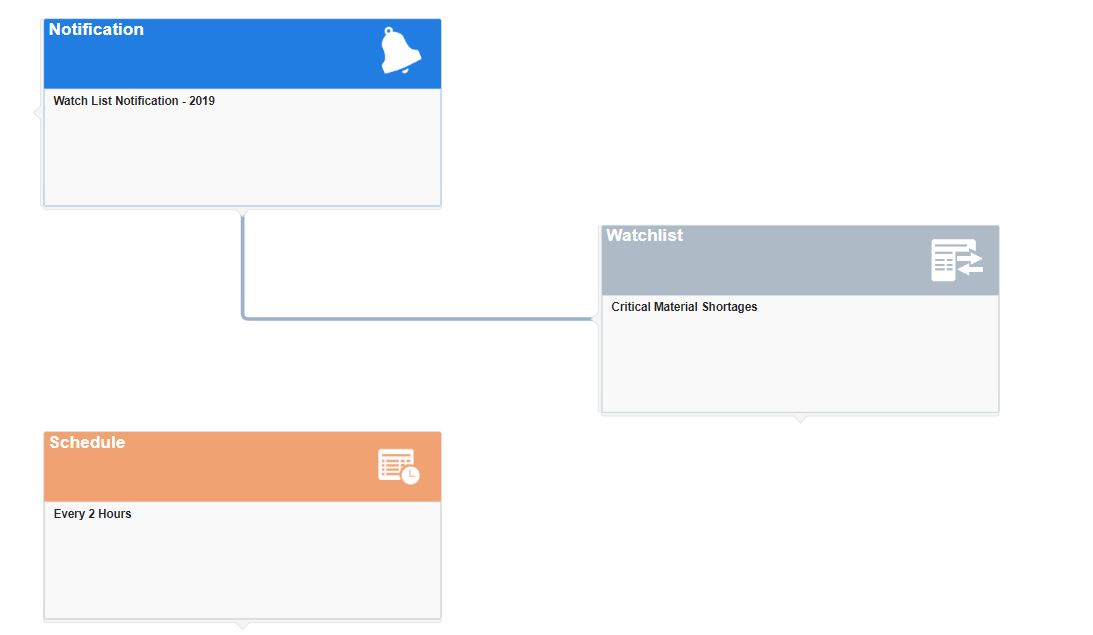 Notification
Watch List Notification - 2019
Watchlist
Critical Material Shortages
Schedule
Every 2 Hours